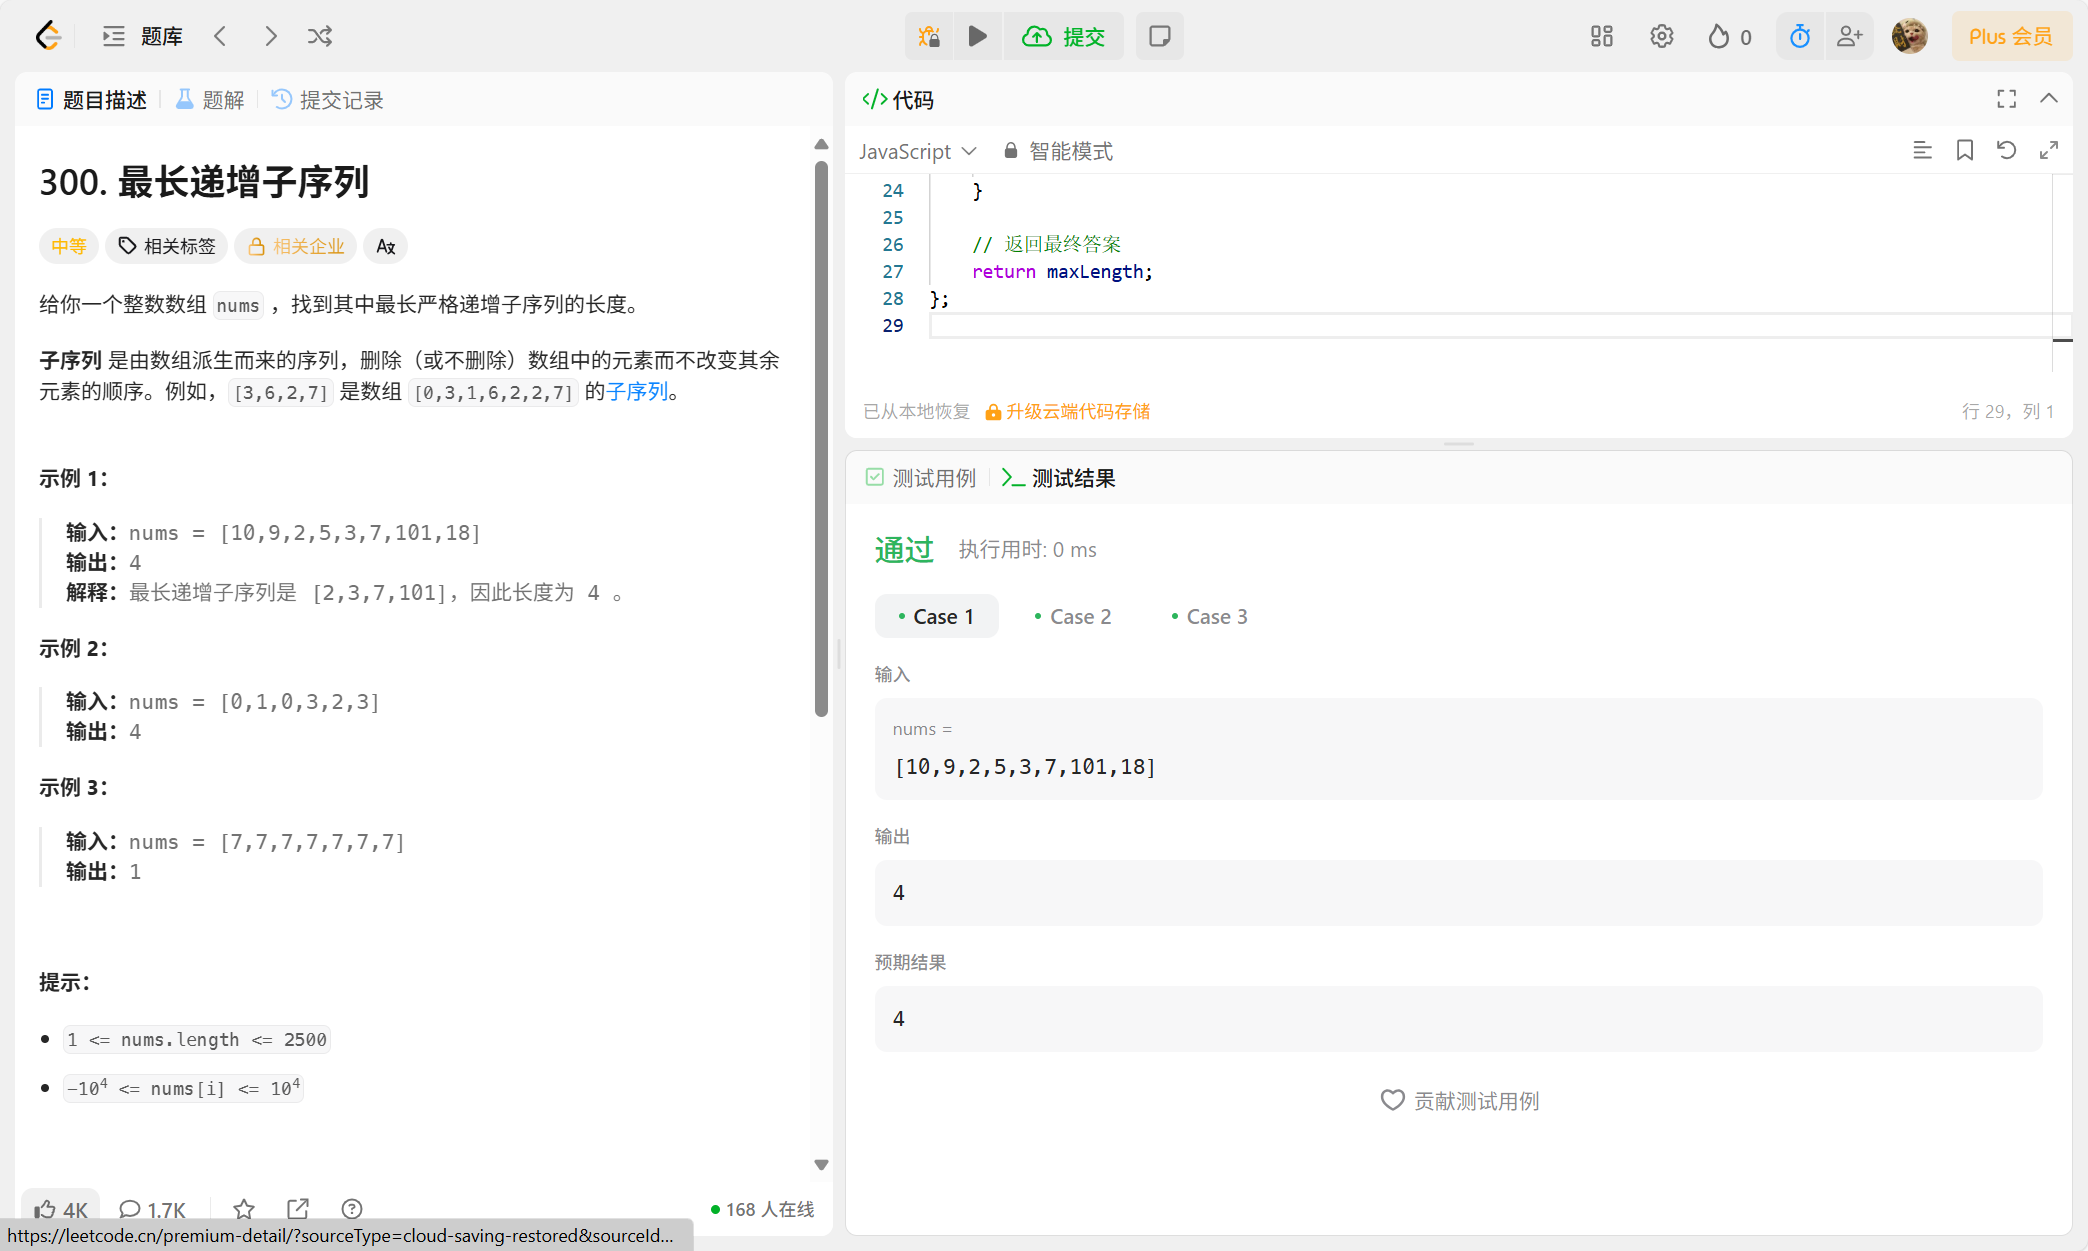 题库
提交
0
Plus 会员
题目描述
题解
提交记录
300. 最长递增子序列
中等
相关标签
相关企业
给你一个整数数组 nums ，找到其中最长严格递增子序列的长度。
子序列 是由数组派生而来的序列，删除（或不删除）数组中的元素而不改变其余
元素的顺序。例如，[3,6,2,7] 是数组 [0,3,1,6,2,2,7] 的子序列。
示例 1：
输入：nums = [10,9,2,5,3,7,101,18]
输出：4
解释：最长递增子序列是 [2,3,7,101]，因此长度为 4 。
示例 2：
输入：nums = [0,1,0,3,2,3]
输出：4
示例 3：
输入：nums = [7,7,7,7,7,7,7]
输出：1
提示：
1 <= nums.length <= 2500
-10⁴ <= nums[i] <= 10⁴
4K
1.7K
168 人在线
https://leetcode.cn/premium-detail/?sourceType=cloud-saving-restored&sourceId...
</> 代码
JavaScript
智能模式
24 }
25
26 // 返回最终答案
27 return maxLength;
28 };
29
已从本地恢复
升级云端代码存储
行 29，列 1
测试用例
测试结果
通过
执行用时: 0 ms
Case 1
Case 2
Case 3
输入
nums =
[10,9,2,5,3,7,101,18]
输出
4
预期结果
4
贡献测试用例